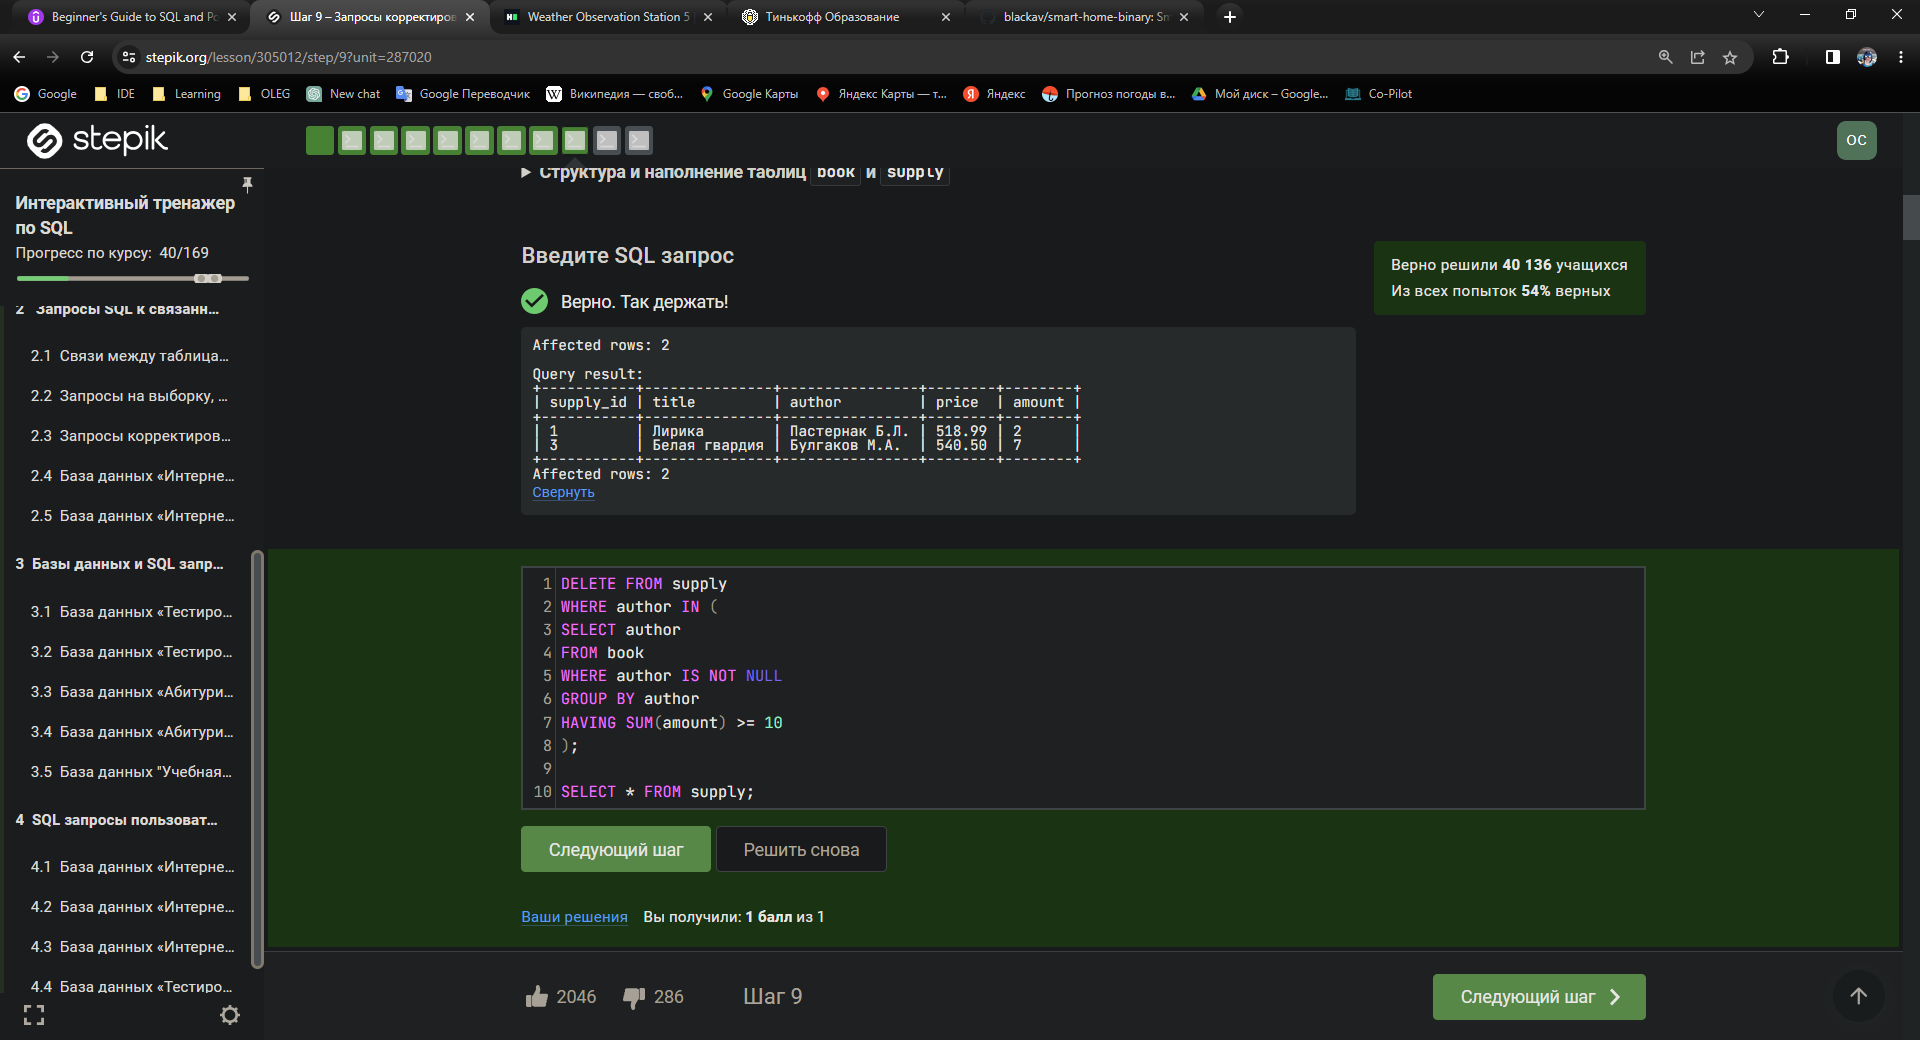 Beginner's Guide to SQL and Po
Шаг 9 – Запросы корректиров
Weather Observation Station 5
Тинькофф Образование
blackav/smart-home-binary: Sm
stepik.org/lesson/305012/step/9?unit=287020
Google
IDE
Learning
OLEG
New chat
Google Переводчик
Википедия — своб...
Google Карты
Яндекс Карты — т...
Яндекс
Прогноз погоды в...
Мой диск – Google...
Co-Pilot
stepik
OC
Интерактивный тренажер
по SQL
Прогресс по курсу: 40/169
2 Запросы SQL к связанн...
2.1 Связи между таблица...
2.2 Запросы на выборку, ...
2.3 Запросы корректиров...
2.4 База данных «Интерне...
2.5 База данных «Интерне...
3 Базы данных и SQL запр...
3.1 База данных «Тестиро...
3.2 База данных «Тестиро...
3.3 База данных «Абитури...
3.4 База данных «Абитури...
3.5 База данных "Учебная...
4 SQL запросы пользоват...
4.1 База данных «Интерне...
4.2 База данных «Интерне...
4.3 База данных «Интерне...
4.4 База данных «Тестиро...
Структура и наполнение таблиц book и supply
Введите SQL запрос
Верно. Так держать!
Верно решили 40 136 учащихся
Из всех попыток 54% верных
Affected rows: 2
Query result:
+-----------+---------------+----------------+--------+--------+
| supply_id | title         | author         | price  | amount |
+-----------+---------------+----------------+--------+--------+
| 1         | Лирика        | Пастернак Б.Л. | 518.99 | 2      |
| 3         | Белая гвардия | Булгаков М.А.  | 540.50 | 7      |
+-----------+---------------+----------------+--------+--------+
Affected rows: 2
Свернуть
1 DELETE FROM supply
2 WHERE author IN (
3 SELECT author
4 FROM book
5 WHERE author IS NOT NULL
6 GROUP BY author
7 HAVING SUM(amount) >= 10
8 );
9
10 SELECT * FROM supply;
Следующий шаг
Решить снова
Ваши решения Вы получили: 1 балл из 1
2046
286
Шаг 9
Следующий шаг